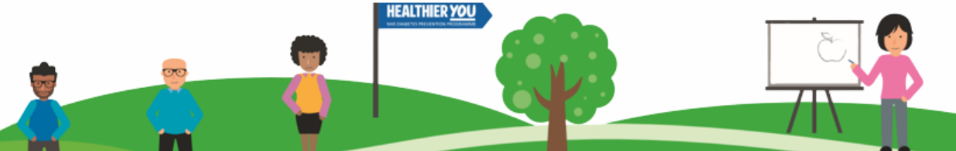 HEALTHIER YOU
NHS DIABETES PREVENTION PROGRAMME